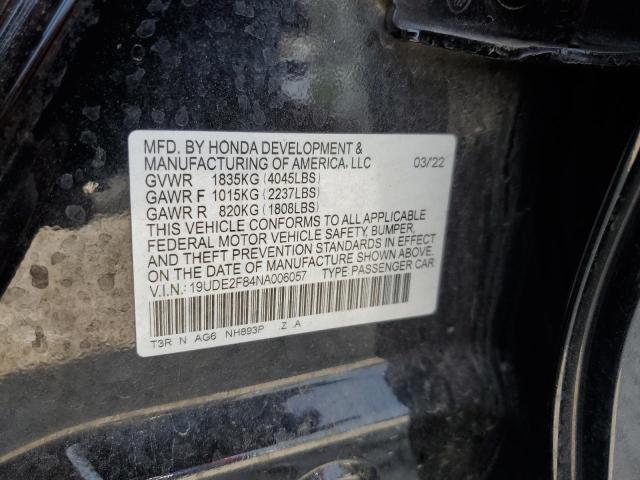 MFD. BY HONDA DEVELOPMENT &
MANUFACTURING OF AMERICA, LLC 03/'22
GVWR 1835KG (4045LBS)
GAWR F 1015KG (2237LBS)
GAWR R 820KG (1808LBS)
THIS VEHICLE CONFORMS TO ALL APPLICABLE
FEDERAL MOTOR VEHICLE SAFETY, BUMPER,
AND THEFT PREVENTION STANDARDS IN EFFECT
ON THE DATE OF MANUFACTURE SHOWN ABOVE.
V.I.N.: 19UDE2F84NA006057 TYPE PASSENGER CAR
T3R N AG6 NH893P Z A